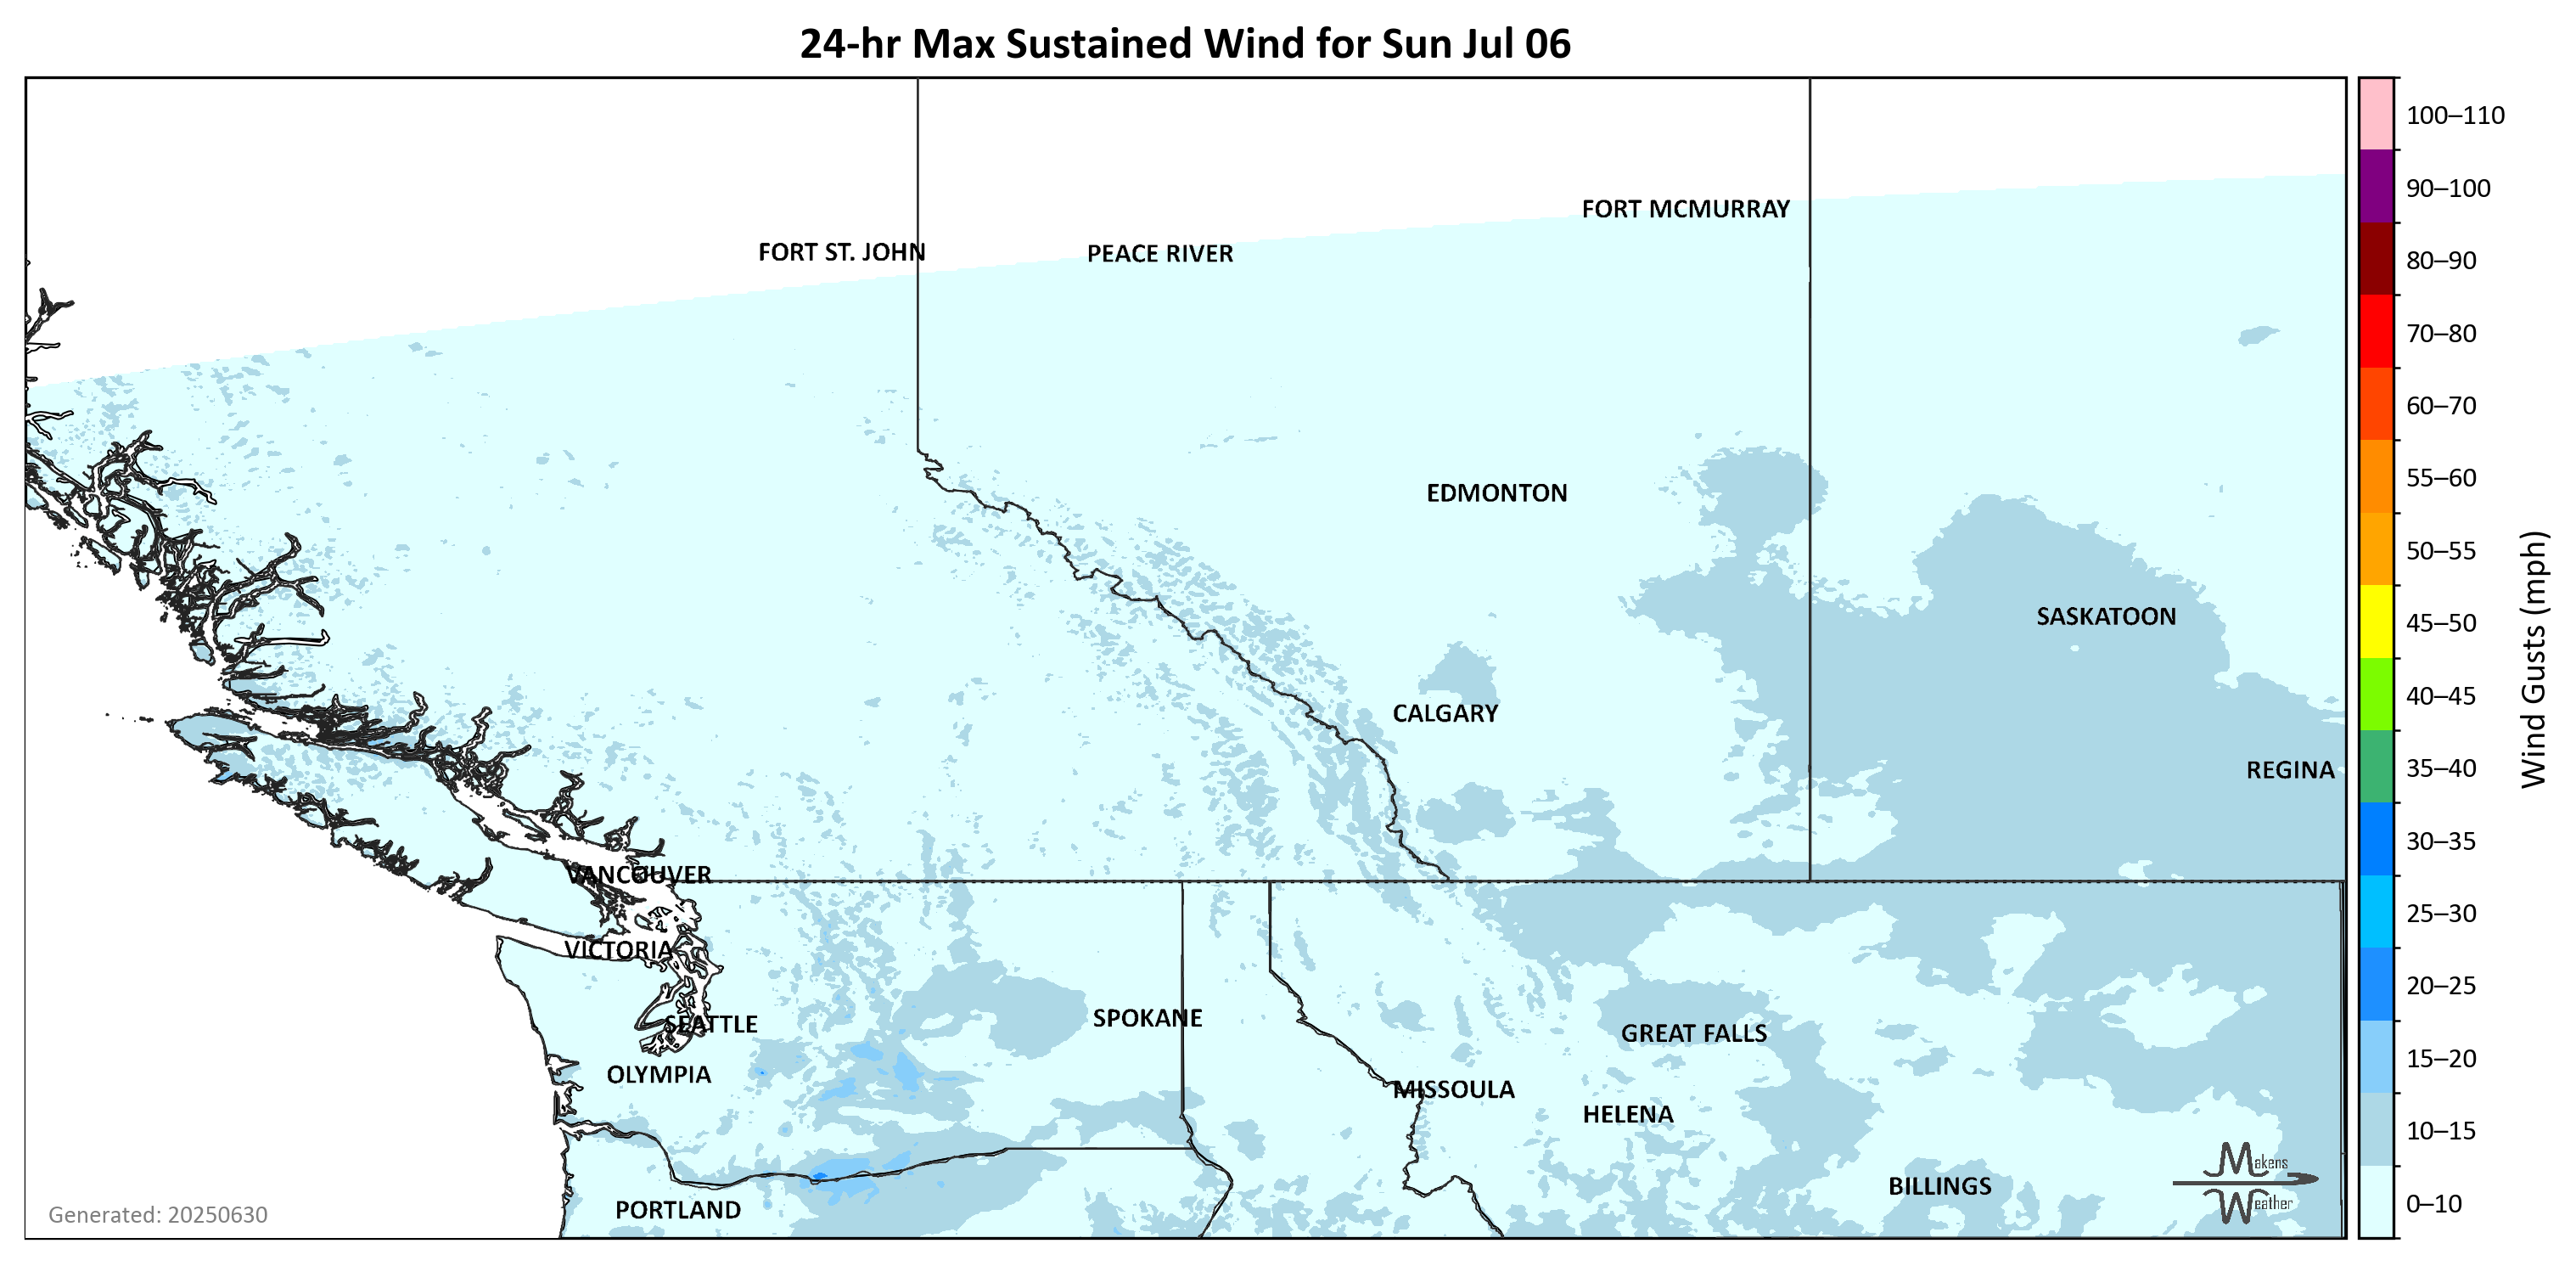 24-hr Max Sustained Wind for Sun Jul 06
100–110
90–100
80–90
70–80
60–70
55–60
50–55
45–50
40–45
35–40
30–35
25–30
20–25
15–20
10–15
0–10
Wind Gusts (mph)
FORT MCMURRAY
FORT ST. JOHN
PEACE RIVER
EDMONTON
SASKATOON
CALGARY
REGINA
VANCOUVER
VICTORIA
SEATTLE
SPOKANE
GREAT FALLS
OLYMPIA
MISSOULA
HELENA
BILLINGS
PORTLAND
Makens
Weather
Generated: 20250630